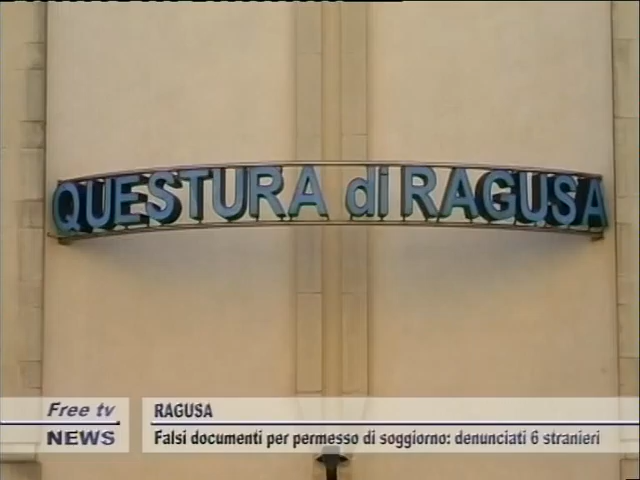 QUESTURA di RAGUSA
Free tv
NEWS
RAGUSA
Falsi documenti per permesso di soggiorno: denunciati 6 stranieri